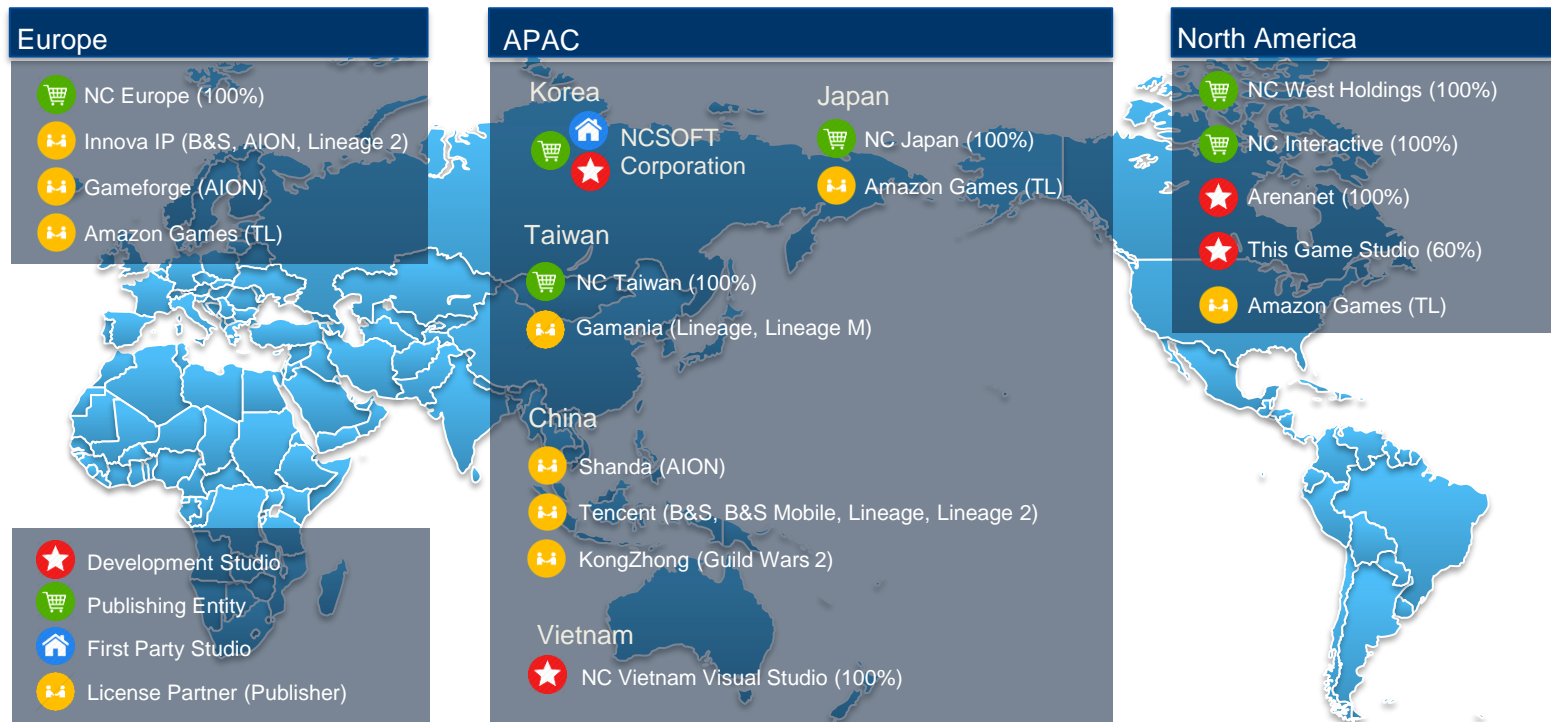 Europe
NC Europe (100%)
Innova IP (B&S, AION, Lineage 2)
Gameforge (AION)
Amazon Games (TL)
Development Studio
Publishing Entity
First Party Studio
License Partner (Publisher)
APAC
Korea
NCSOFT
Corporation
Japan
NC Japan (100%)
Amazon Games (TL)
Taiwan
NC Taiwan (100%)
Gamania (Lineage, Lineage M)
China
Shanda (AION)
Tencent (B&S, B&S Mobile, Lineage, Lineage 2)
KongZhong (Guild Wars 2)
Vietnam
NC Vietnam Visual Studio (100%)
North America
NC West Holdings (100%)
NC Interactive (100%)
Arenanet (100%)
This Game Studio (60%)
Amazon Games (TL)